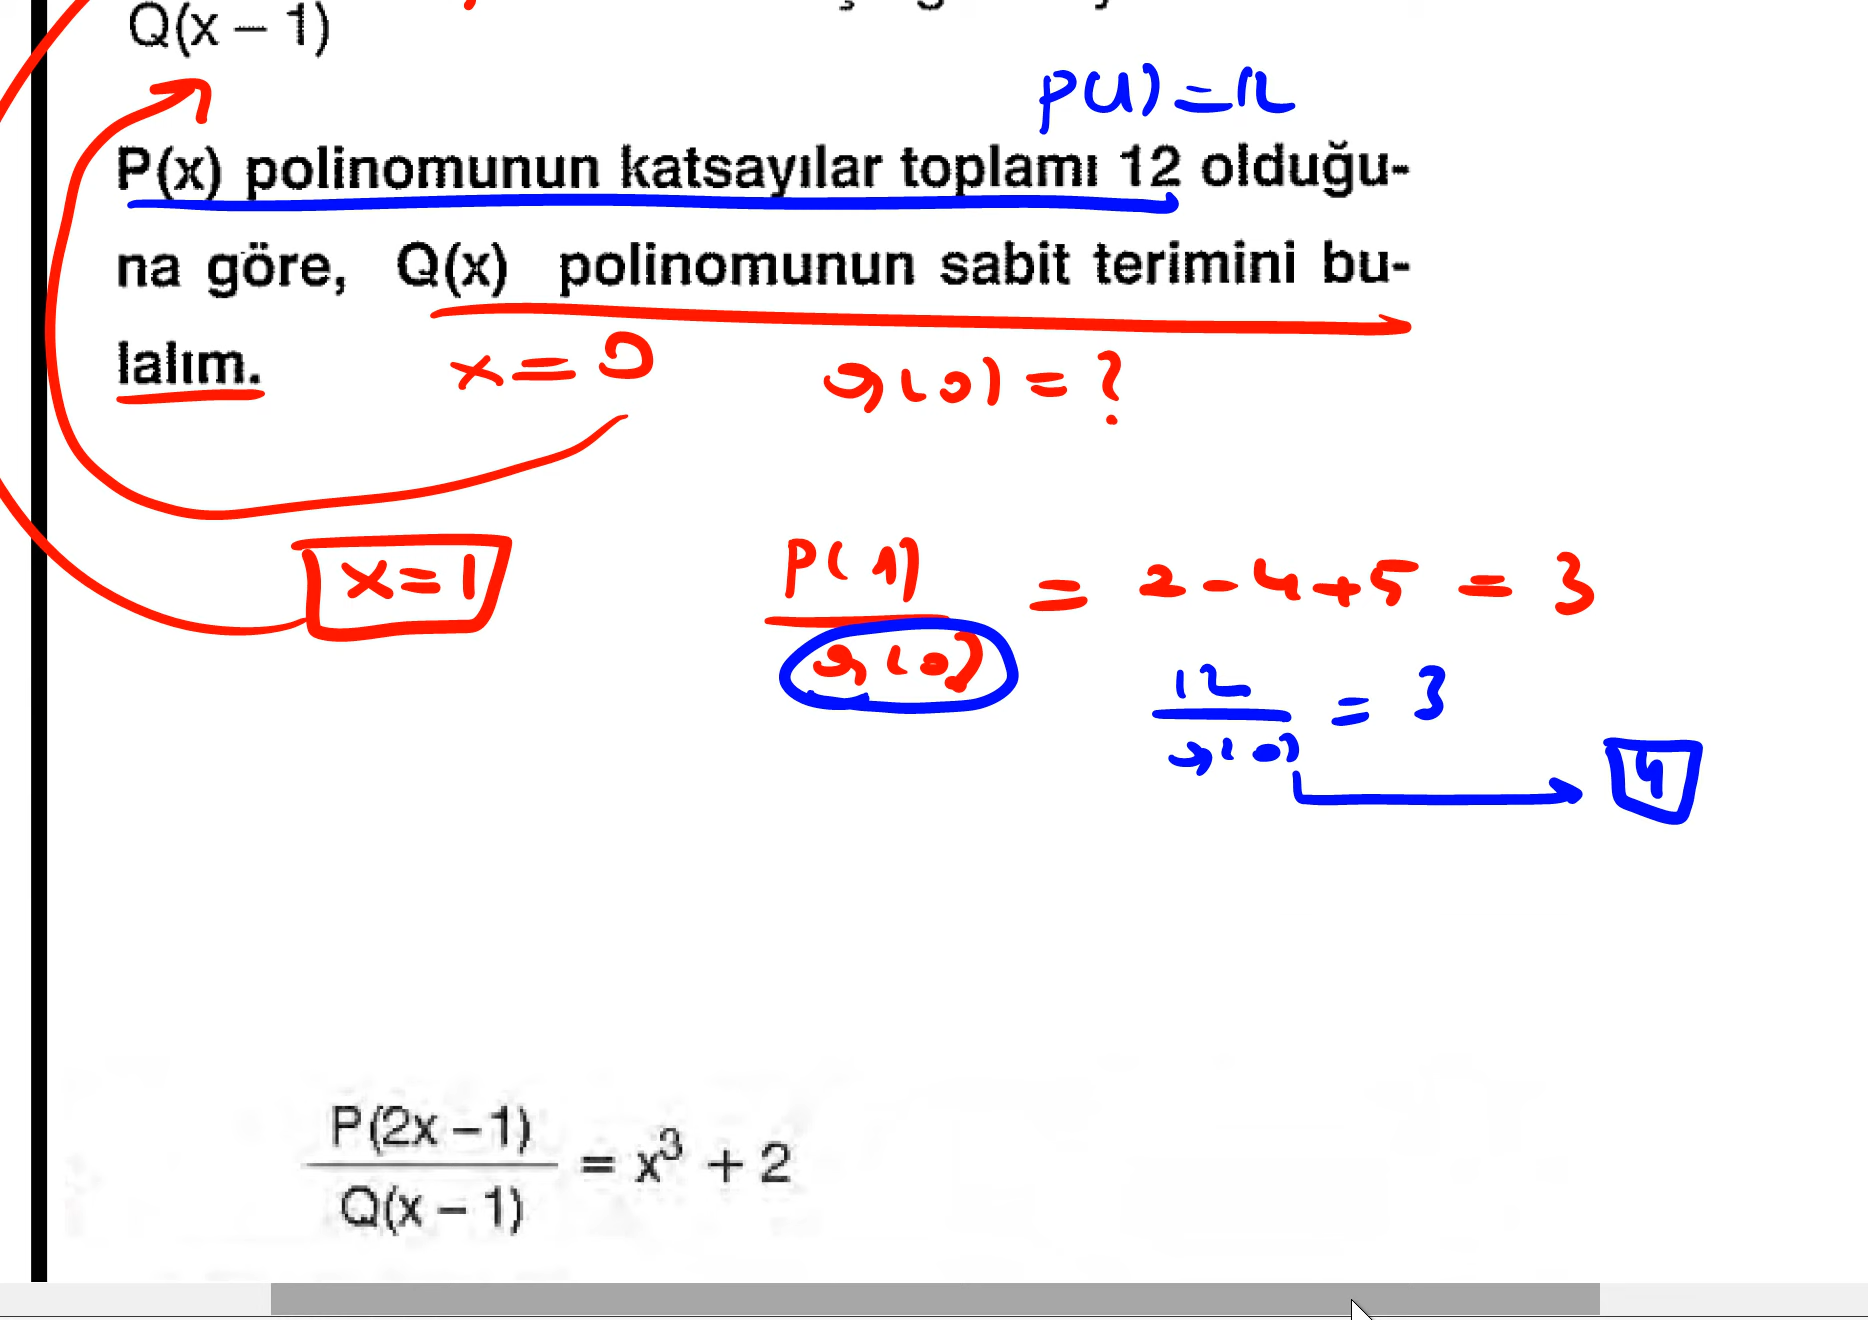 Q(x – 1)
P(1) = 12
P(x) polinomunun katsayılar toplamı 12 olduğu-
na göre, Q(x) polinomunun sabit terimini bu-
lalım.
x = 0
Q(0) = ?
x = 1
P(1)
Q(0)
= 2 - 4 + 5 = 3
12
Q(0)
= 3
4
P(2x – 1)
Q(x – 1)
= x³ + 2